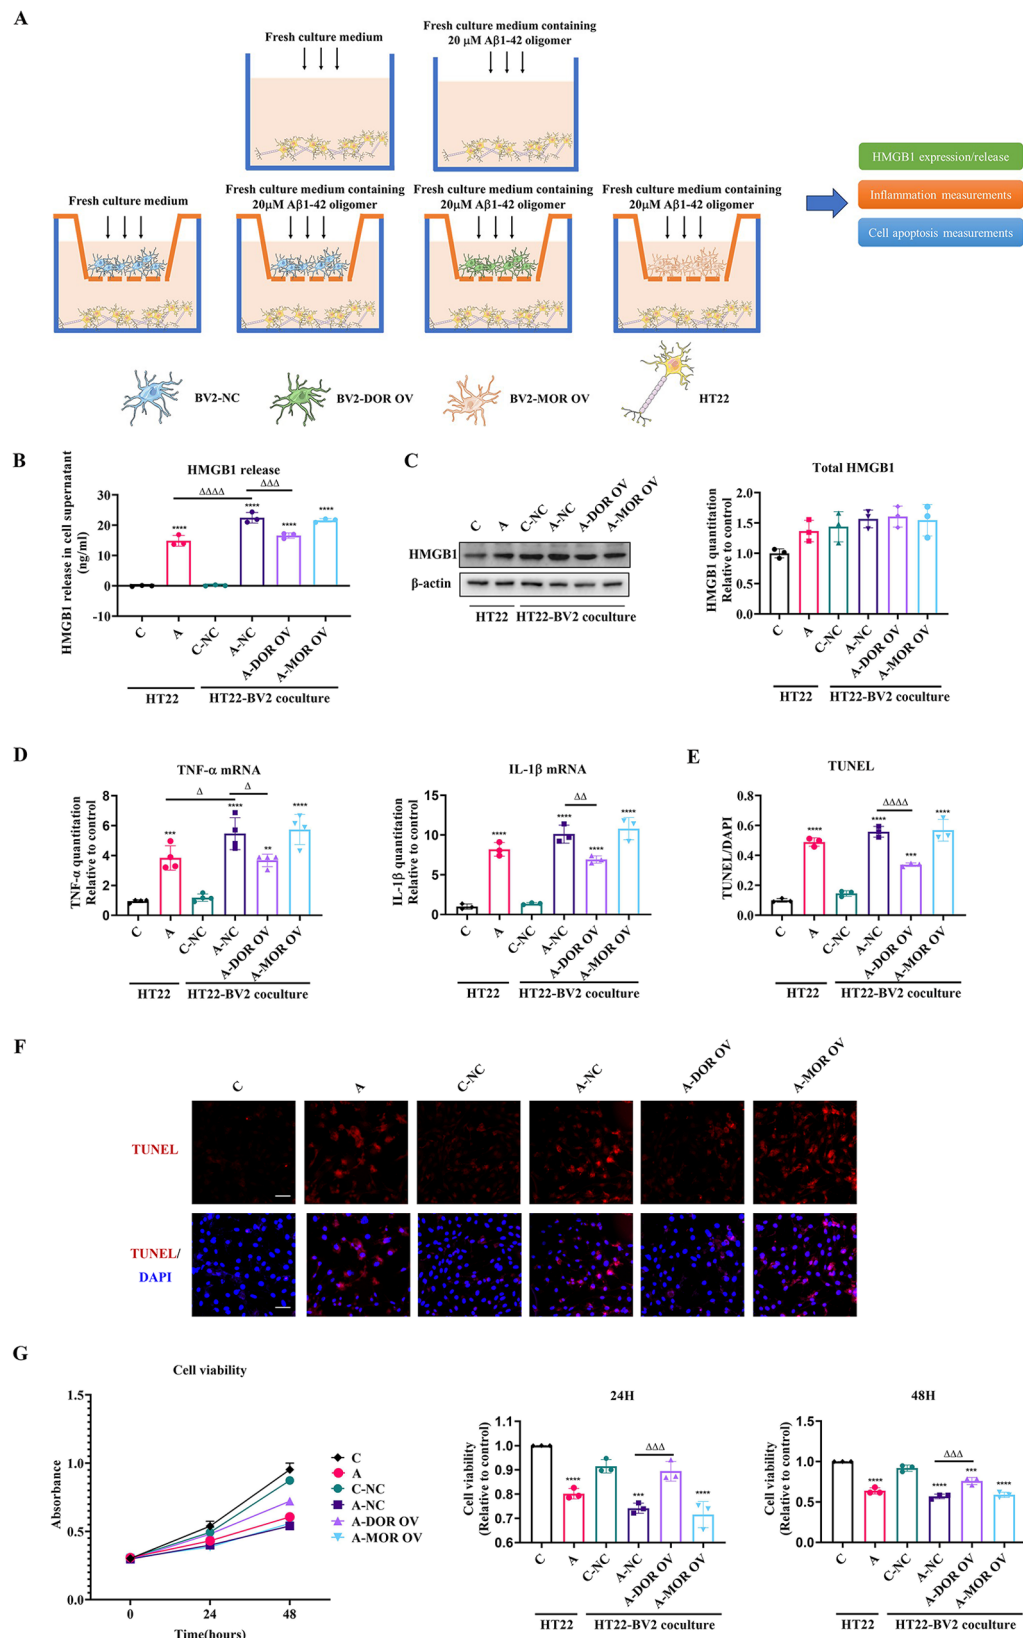 A
Fresh culture medium
Fresh culture medium containing
20 μM Aβ1-42 oligomer
HMGB1 expression/release
Inflammation measurements
Cell apoptosis measurements
Fresh culture medium
Fresh culture medium containing
20μM Aβ1-42 oligomer
Fresh culture medium containing
20μM Aβ1-42 oligomer
Fresh culture medium containing
20μM Aβ1-42 oligomer
BV2-NC
BV2-DOR OV
BV2-MOR OV
HT22
B
HMGB1 release
HMGB1 release in cell supernatant
(ng/ml)
30
20
10
0
-10
**** **** **** ****
ΔΔΔΔ ΔΔΔ
C A C-NC A-NC A-DOR OV A-MOR OV
HT22 HT22-BV2 coculture
C
C A C-NC A-NC A-DOR OV A-MOR OV
HMGB1
β-actin
HT22 HT22-BV2
coculture
Total HMGB1
HMGB1 quantitation
Relative to control
2.0
1.5
1.0
0.5
0.0
C A C-NC A-NC A-DOR OV A-MOR OV
HT22 HT22-BV2 coculture
D
TNF-α mRNA
TNF-α quantitation
Relative to control
8
6
4
2
0
*** **** ** ****
Δ Δ
C A C-NC A-NC A-DOR OV A-MOR OV
HT22 HT22-BV2 coculture
IL-1β mRNA
IL-1β quantitation
Relative to control
15
10
5
0
**** **** **** ****
ΔΔ
C A C-NC A-NC A-DOR OV A-MOR OV
HT22 HT22-BV2 coculture
E
TUNEL
TUNEL/DAPI
0.8
0.6
0.4
0.2
0.0
**** **** *** ****
ΔΔΔΔ
C A C-NC A-NC A-DOR OV A-MOR OV
HT22 HT22-BV2 coculture
F
C A C-NC A-NC A-DOR OV A-MOR OV
TUNEL
TUNEL/
DAPI
G
Cell viability
Absorbance
1.5
1.0
0.5
0.0
0 24 48
Time(hours)
C
A
C-NC
A-NC
A-DOR OV
A-MOR OV
24H
Cell viability
(Relative to control)
1.1
1.0
0.9
0.8
0.7
0.6
**** *** ****
ΔΔΔ
C A C-NC A-NC A-DOR OV A-MOR OV
HT22 HT22-BV2 coculture
48H
Cell viability
(Relative to control)
1.5
1.0
0.5
0.0
**** **** *** ****
ΔΔΔ
C A C-NC A-NC A-DOR OV A-MOR OV
HT22 HT22-BV2 coculture